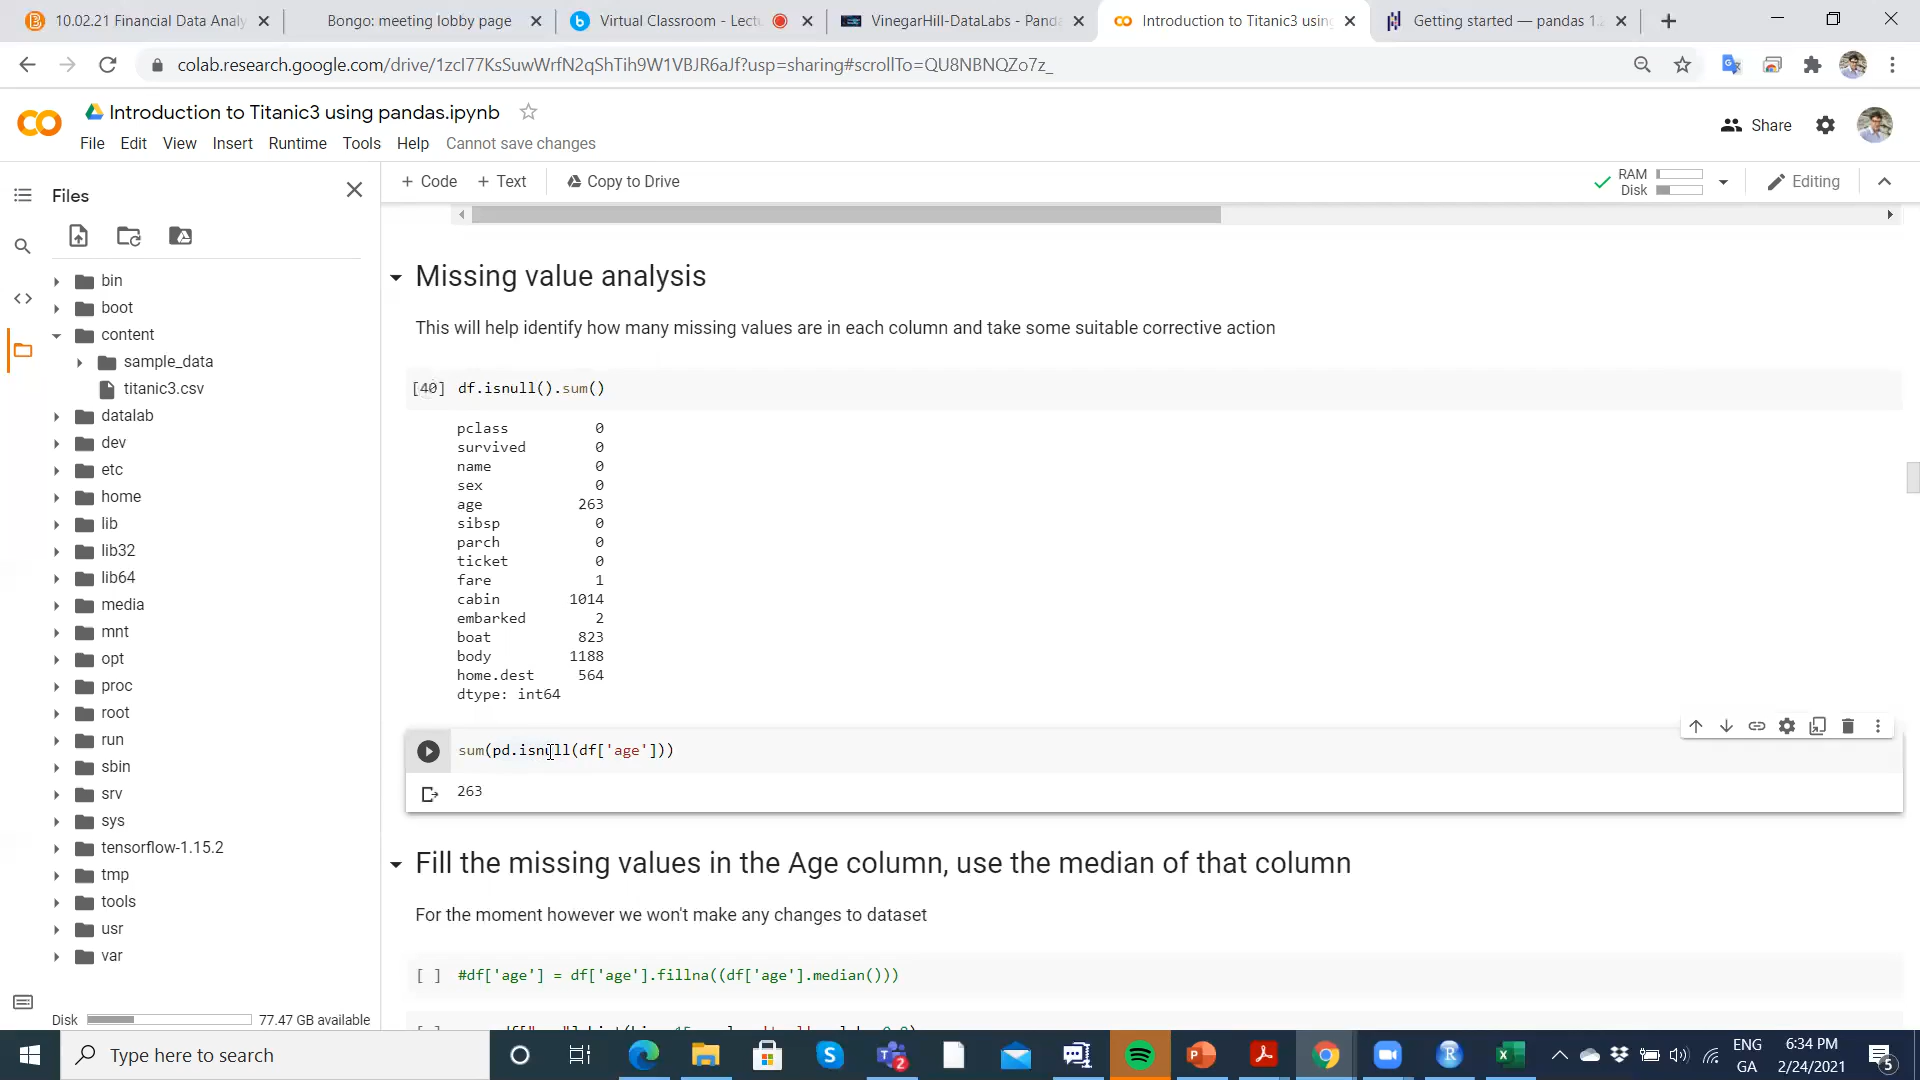 10.02.21 Financial Data Analy
Bongo: meeting lobby page
Virtual Classroom - Lectu
VinegarHill-DataLabs - Panda
Introduction to Titanic3 using
Getting started — pandas 1.2
colab.research.google.com/drive/1zcI77KsSuwWrfN2qShTih9W1VBJR6aJf?usp=sharing#scrollTo=QU8NBNQZo7z_
Introduction to Titanic3 using pandas.ipynb
File Edit View Insert Runtime Tools Help Cannot save changes
Share
Files
+ Code + Text Copy to Drive
RAM
Disk
Editing
bin
boot
content
sample_data
titanic3.csv
datalab
dev
etc
home
lib
lib32
lib64
media
mnt
opt
proc
root
run
sbin
srv
sys
tensorflow-1.15.2
tmp
tools
usr
var
Disk 77.47 GB available
Missing value analysis
This will help identify how many missing values are in each column and take some suitable corrective action
[40] df.isnull().sum()
pclass 0
survived 0
name 0
sex 0
age 263
sibsp 0
parch 0
ticket 0
fare 1
cabin 1014
embarked 2
boat 823
body 1188
home.dest 564
dtype: int64
sum(pd.isnull(df['age']))
263
Fill the missing values in the Age column, use the median of that column
For the moment however we won't make any changes to dataset
[ ] #df['age'] = df['age'].fillna((df['age'].median()))
Type here to search
ENG
GA
6:34 PM
2/24/2021
2
5